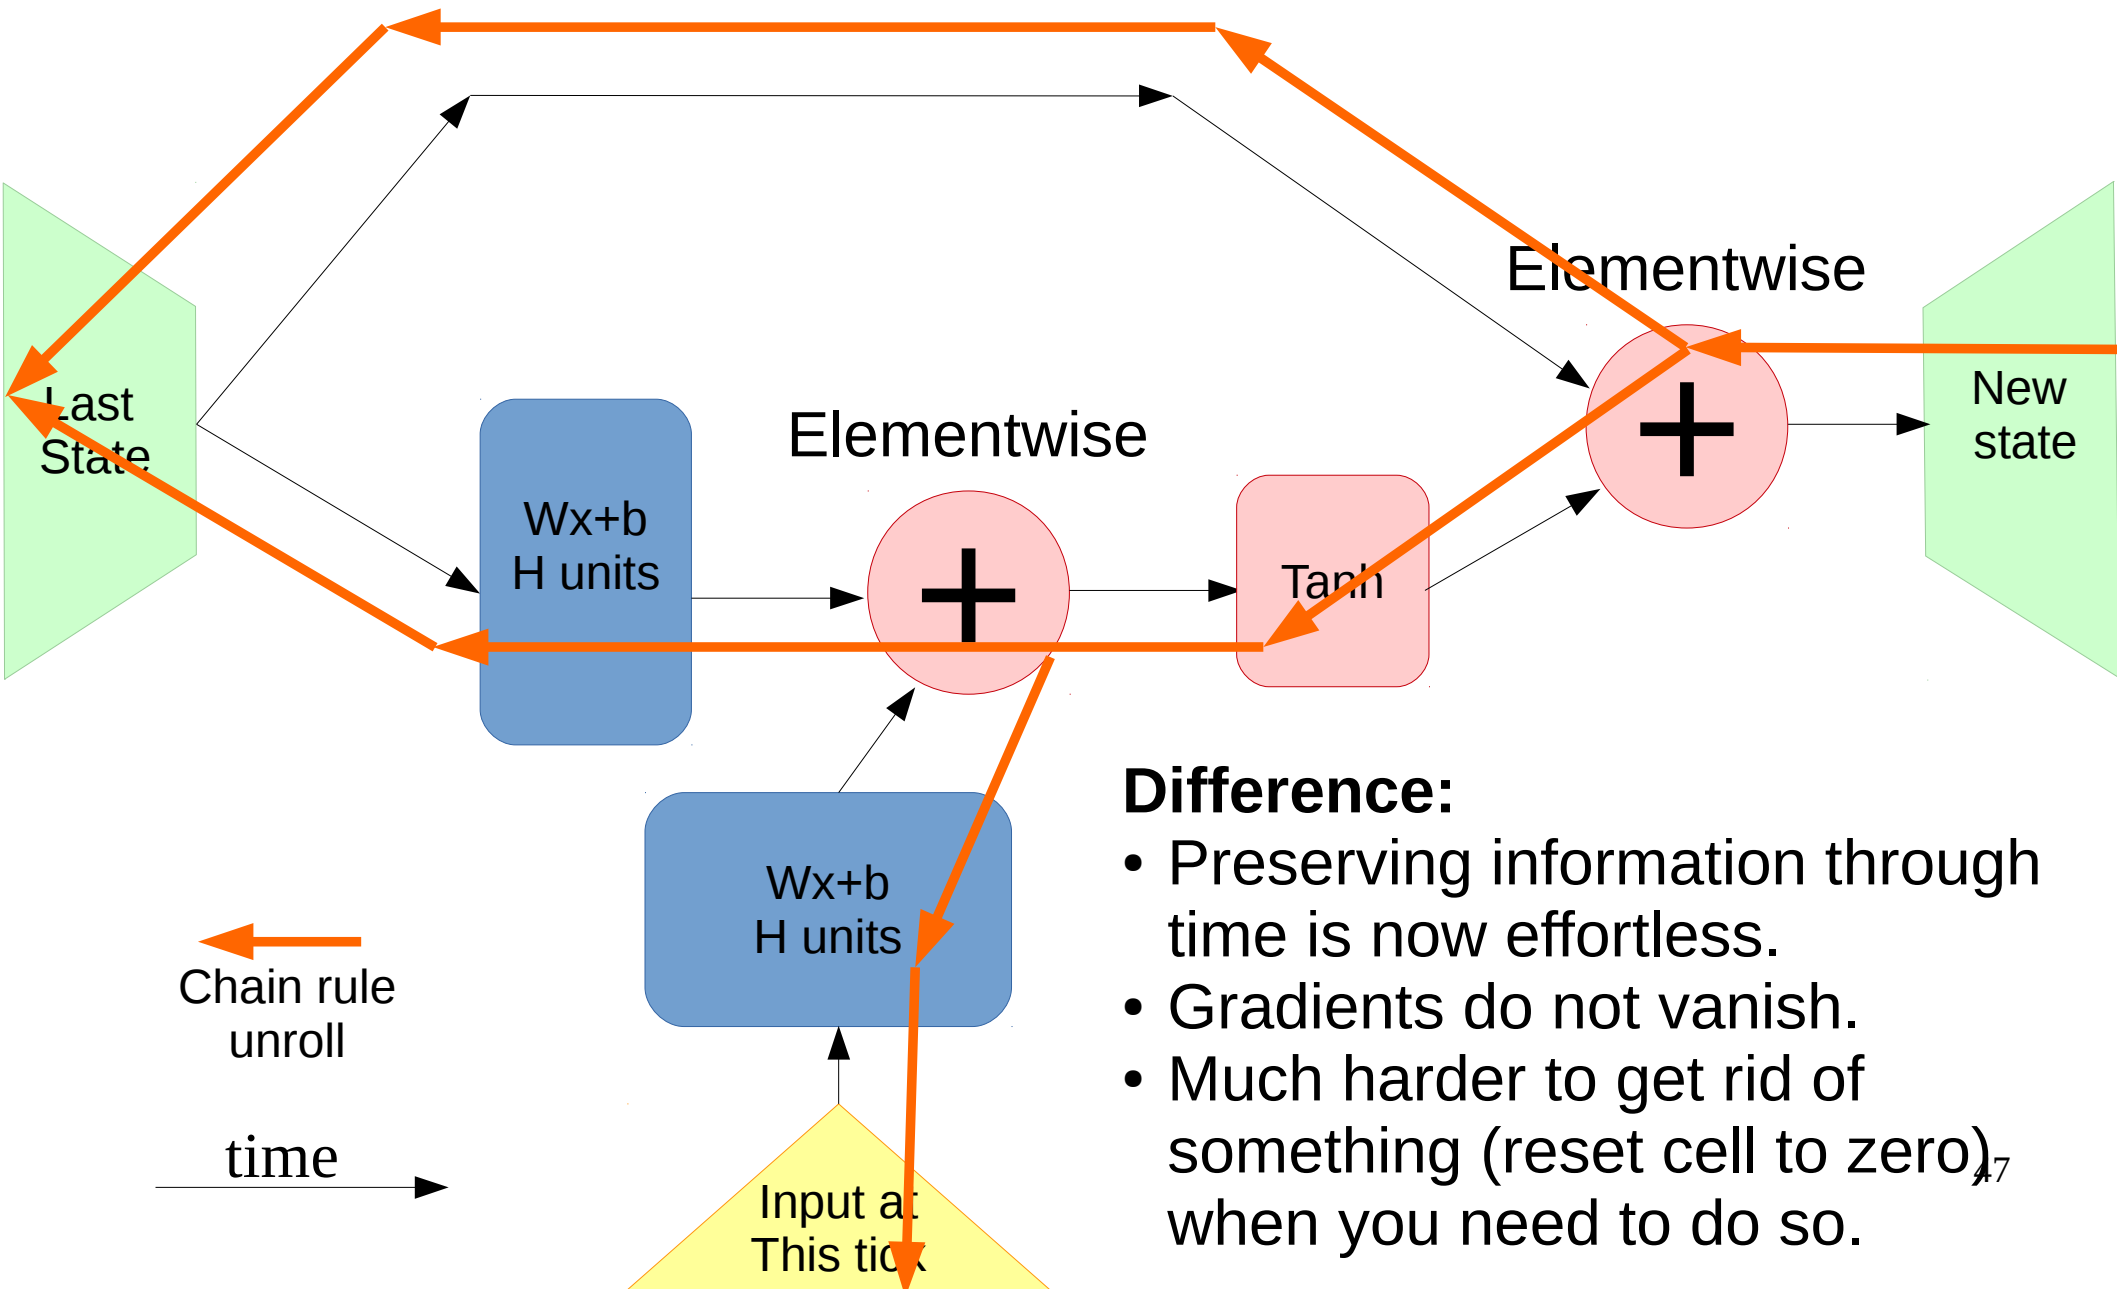 Elementwise
Last
State
New
state
Elementwise
Wx+b
H units
+
+
Tanh
Wx+b
H units
Chain rule
unroll
time
Input at
This tick
Difference:
• Preserving information through
time is now effortless.
• Gradients do not vanish.
• Much harder to get rid of
something (reset cell to zero)
when you need to do so.
47